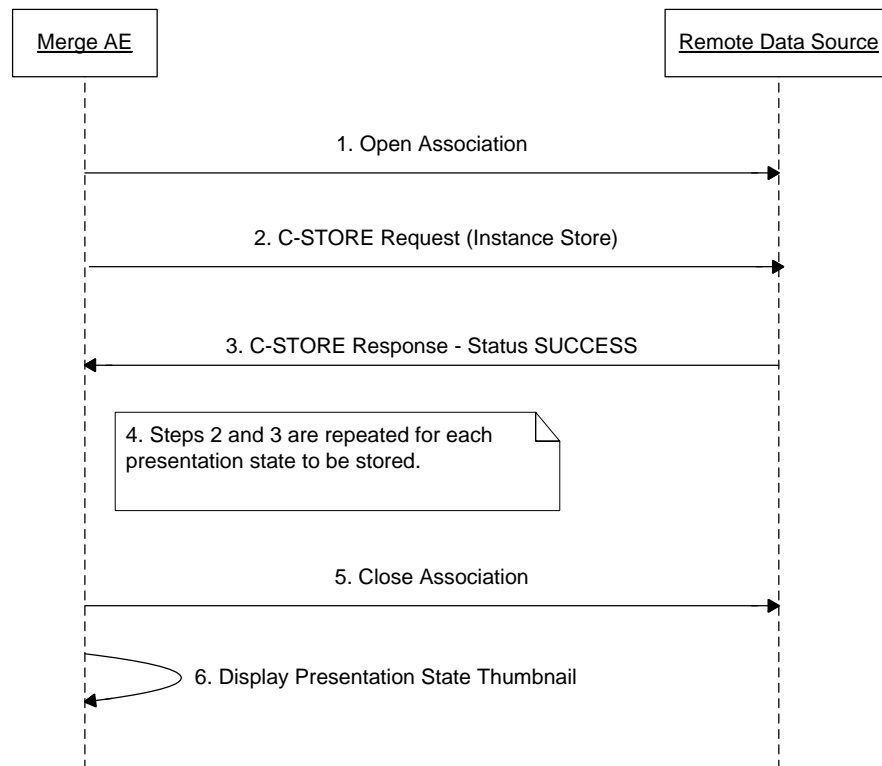 Merge AE
Remote Data Source
1. Open Association
2. C-STORE Request (Instance Store)
3. C-STORE Response - Status SUCCESS
4. Steps 2 and 3 are repeated for each
presentation state to be stored.
5. Close Association
6. Display Presentation State Thumbnail